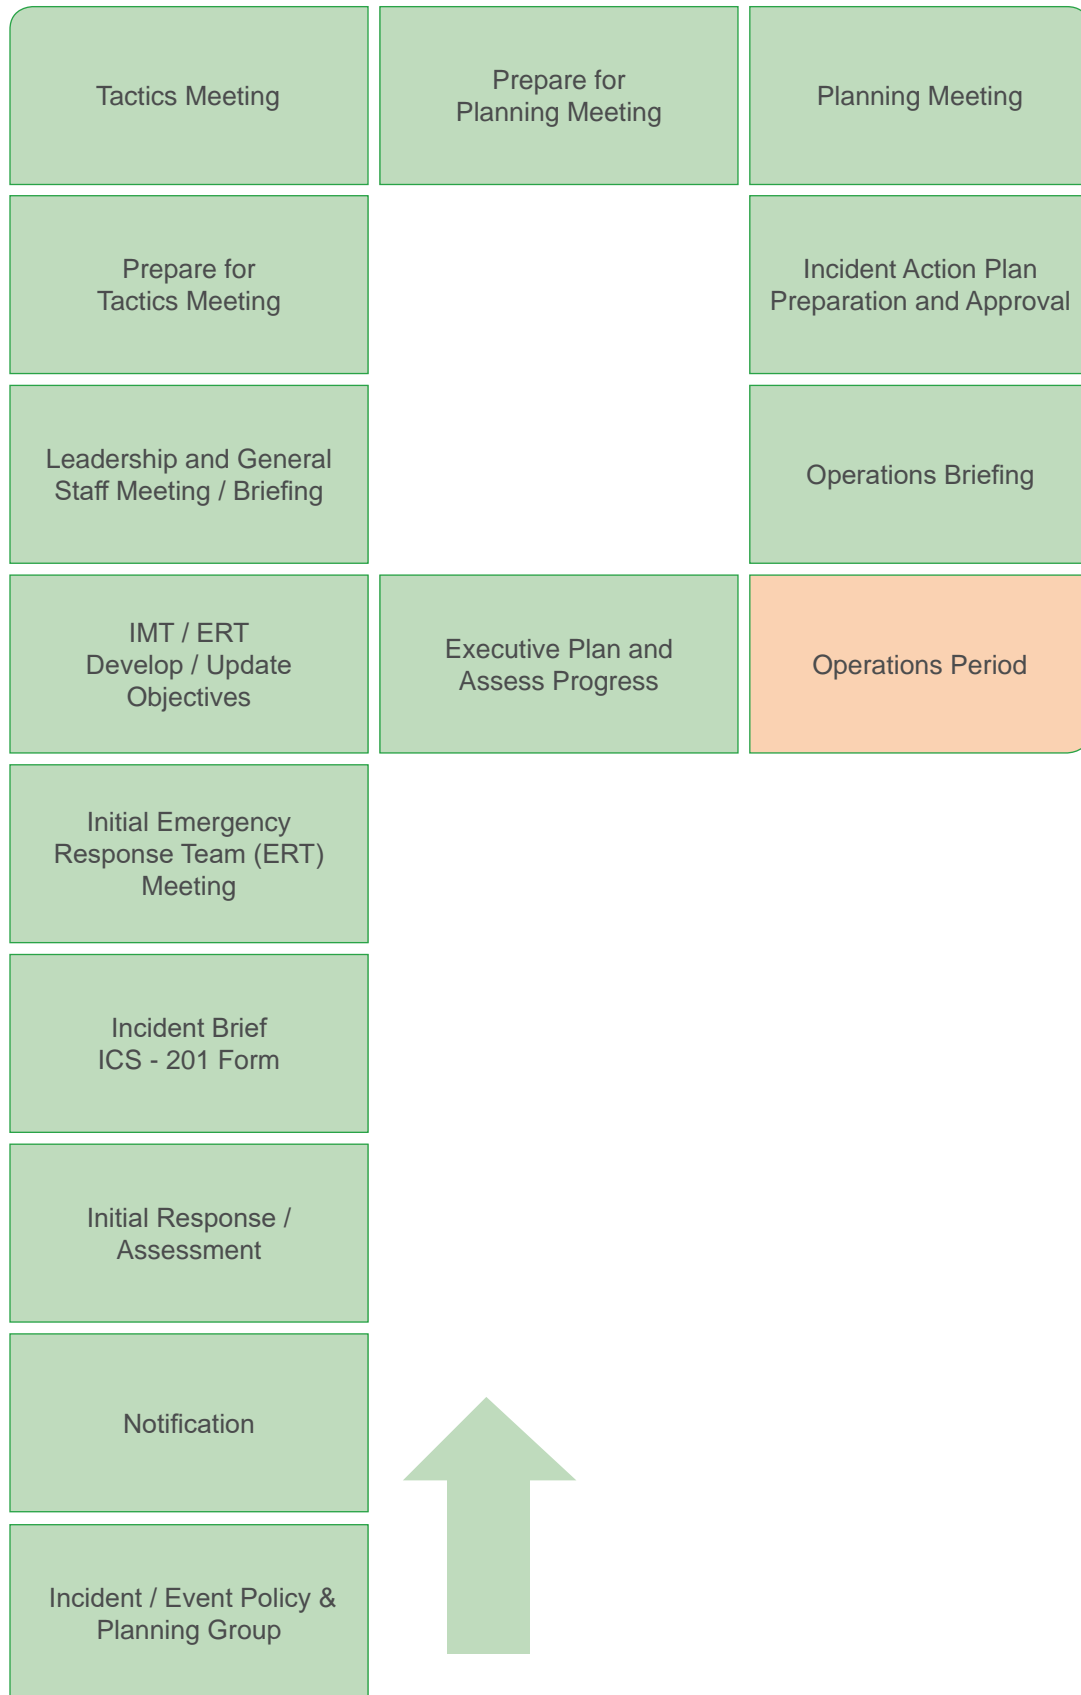 Tactics Meeting
Prepare for
Planning Meeting
Planning Meeting
Prepare for
Tactics Meeting
Incident Action Plan
Preparation and Approval
Leadership and General
Staff Meeting / Briefing
Operations Briefing
IMT / ERT
Develop / Update
Objectives
Executive Plan and
Assess Progress
Operations Period
Initial Emergency
Response Team (ERT)
Meeting
Incident Brief
ICS - 201 Form
Initial Response /
Assessment
Notification
Incident / Event Policy &
Planning Group